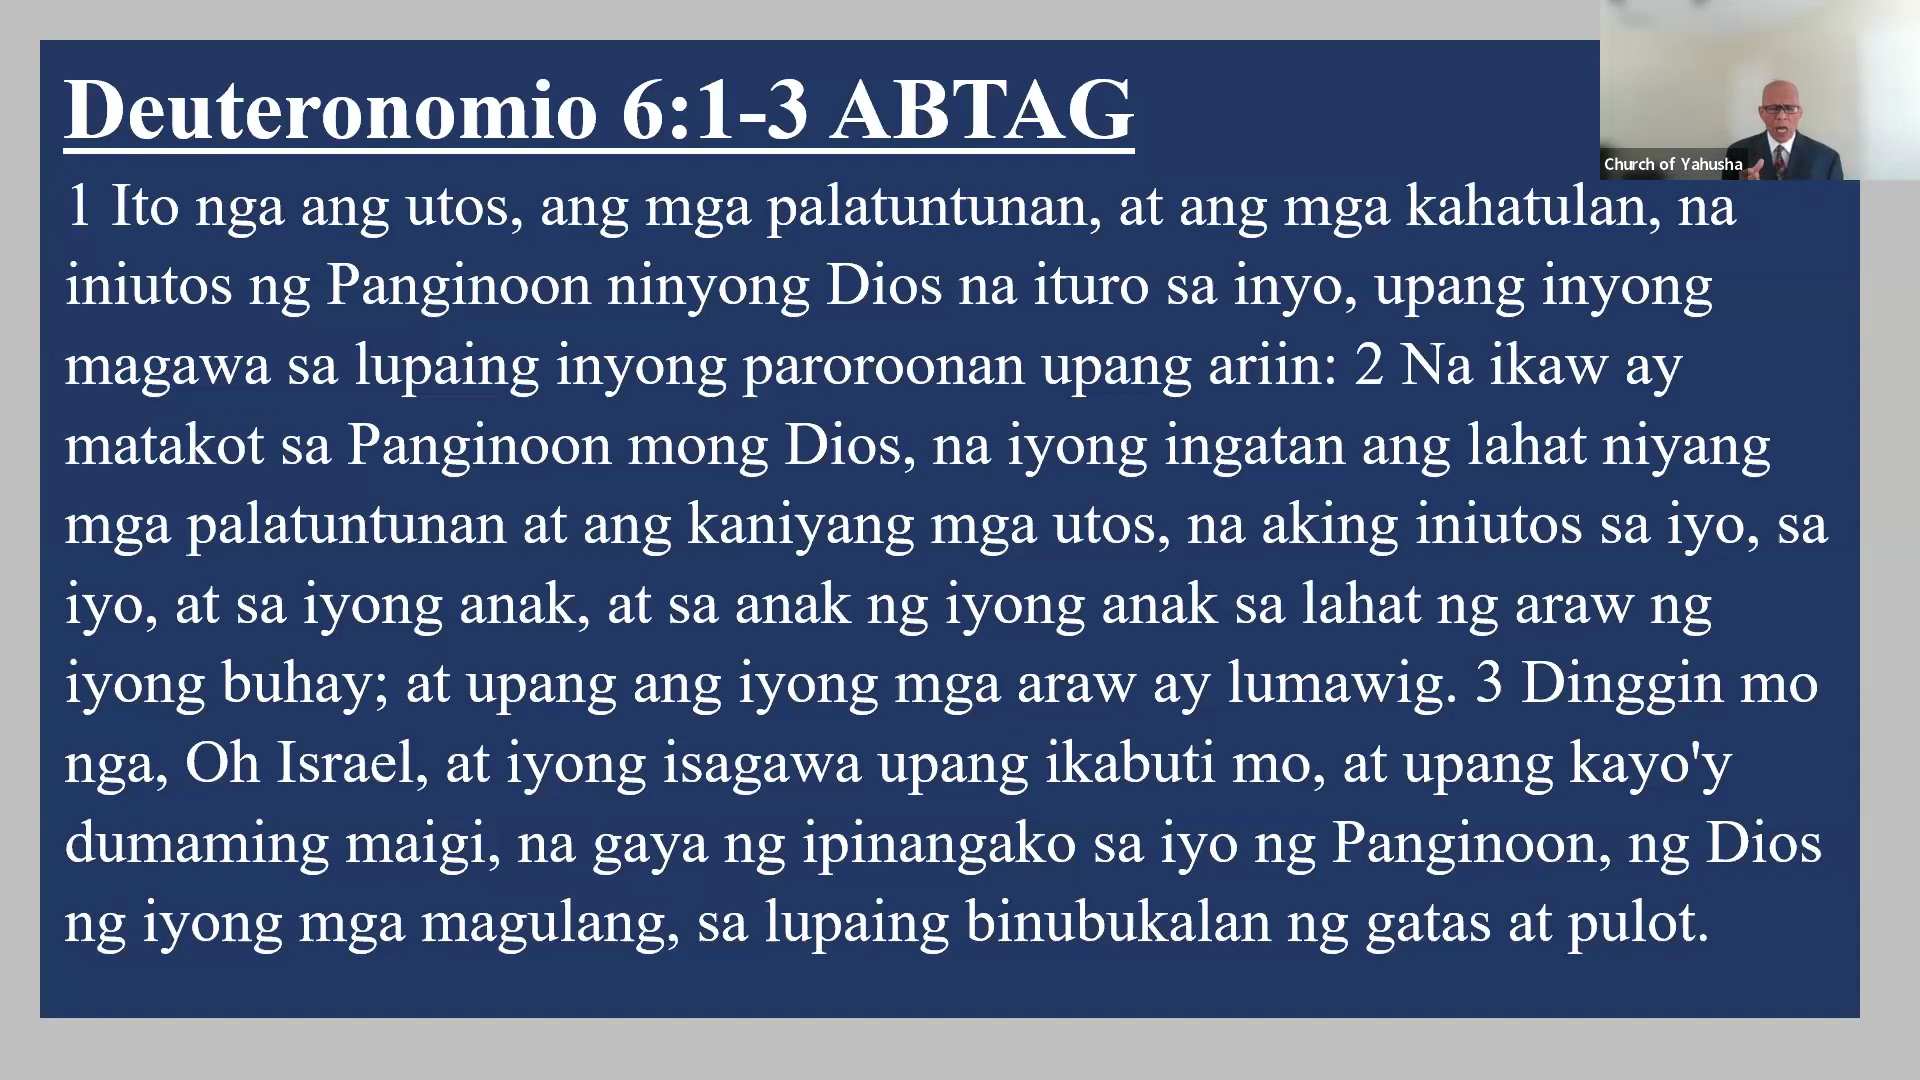 Deuteronomio 6:1-3 ABTAG
Church of Yahusha
1 Ito nga ang utos, ang mga palatuntunan, at ang mga kahatulan, na
iniutos ng Panginoon ninyong Dios na ituro sa inyo, upang inyong
magawa sa lupaing inyong paroroonan upang ariin: 2 Na ikaw ay
matakot sa Panginoon mong Dios, na iyong ingatan ang lahat niyang
mga palatuntunan at ang kaniyang mga utos, na aking iniutos sa iyo, sa
iyo, at sa iyong anak, at sa anak ng iyong anak sa lahat ng araw ng
iyong buhay; at upang ang iyong mga araw ay lumawig. 3 Dinggin mo
nga, Oh Israel, at iyong isagawa upang ikabuti mo, at upang kayo'y
dumaming maigi, na gaya ng ipinangako sa iyo ng Panginoon, ng Dios
ng iyong mga magulang, sa lupaing binubukalan ng gatas at pulot.